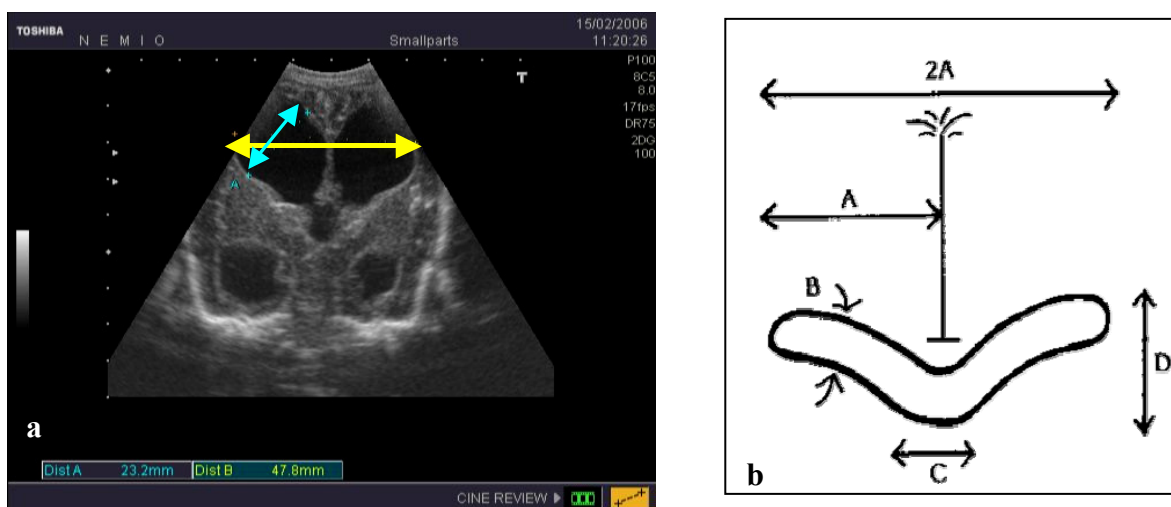 TOSHIBA
N E M I O
Smallparts
15/02/2006
11:20:26
P100
8C5
8.0
17fps
DR75
2DG
100
T
A
a
Dist A 23.2mm Dist B 47.8mm
CINE REVIEW
2A
A
B
D
C
b